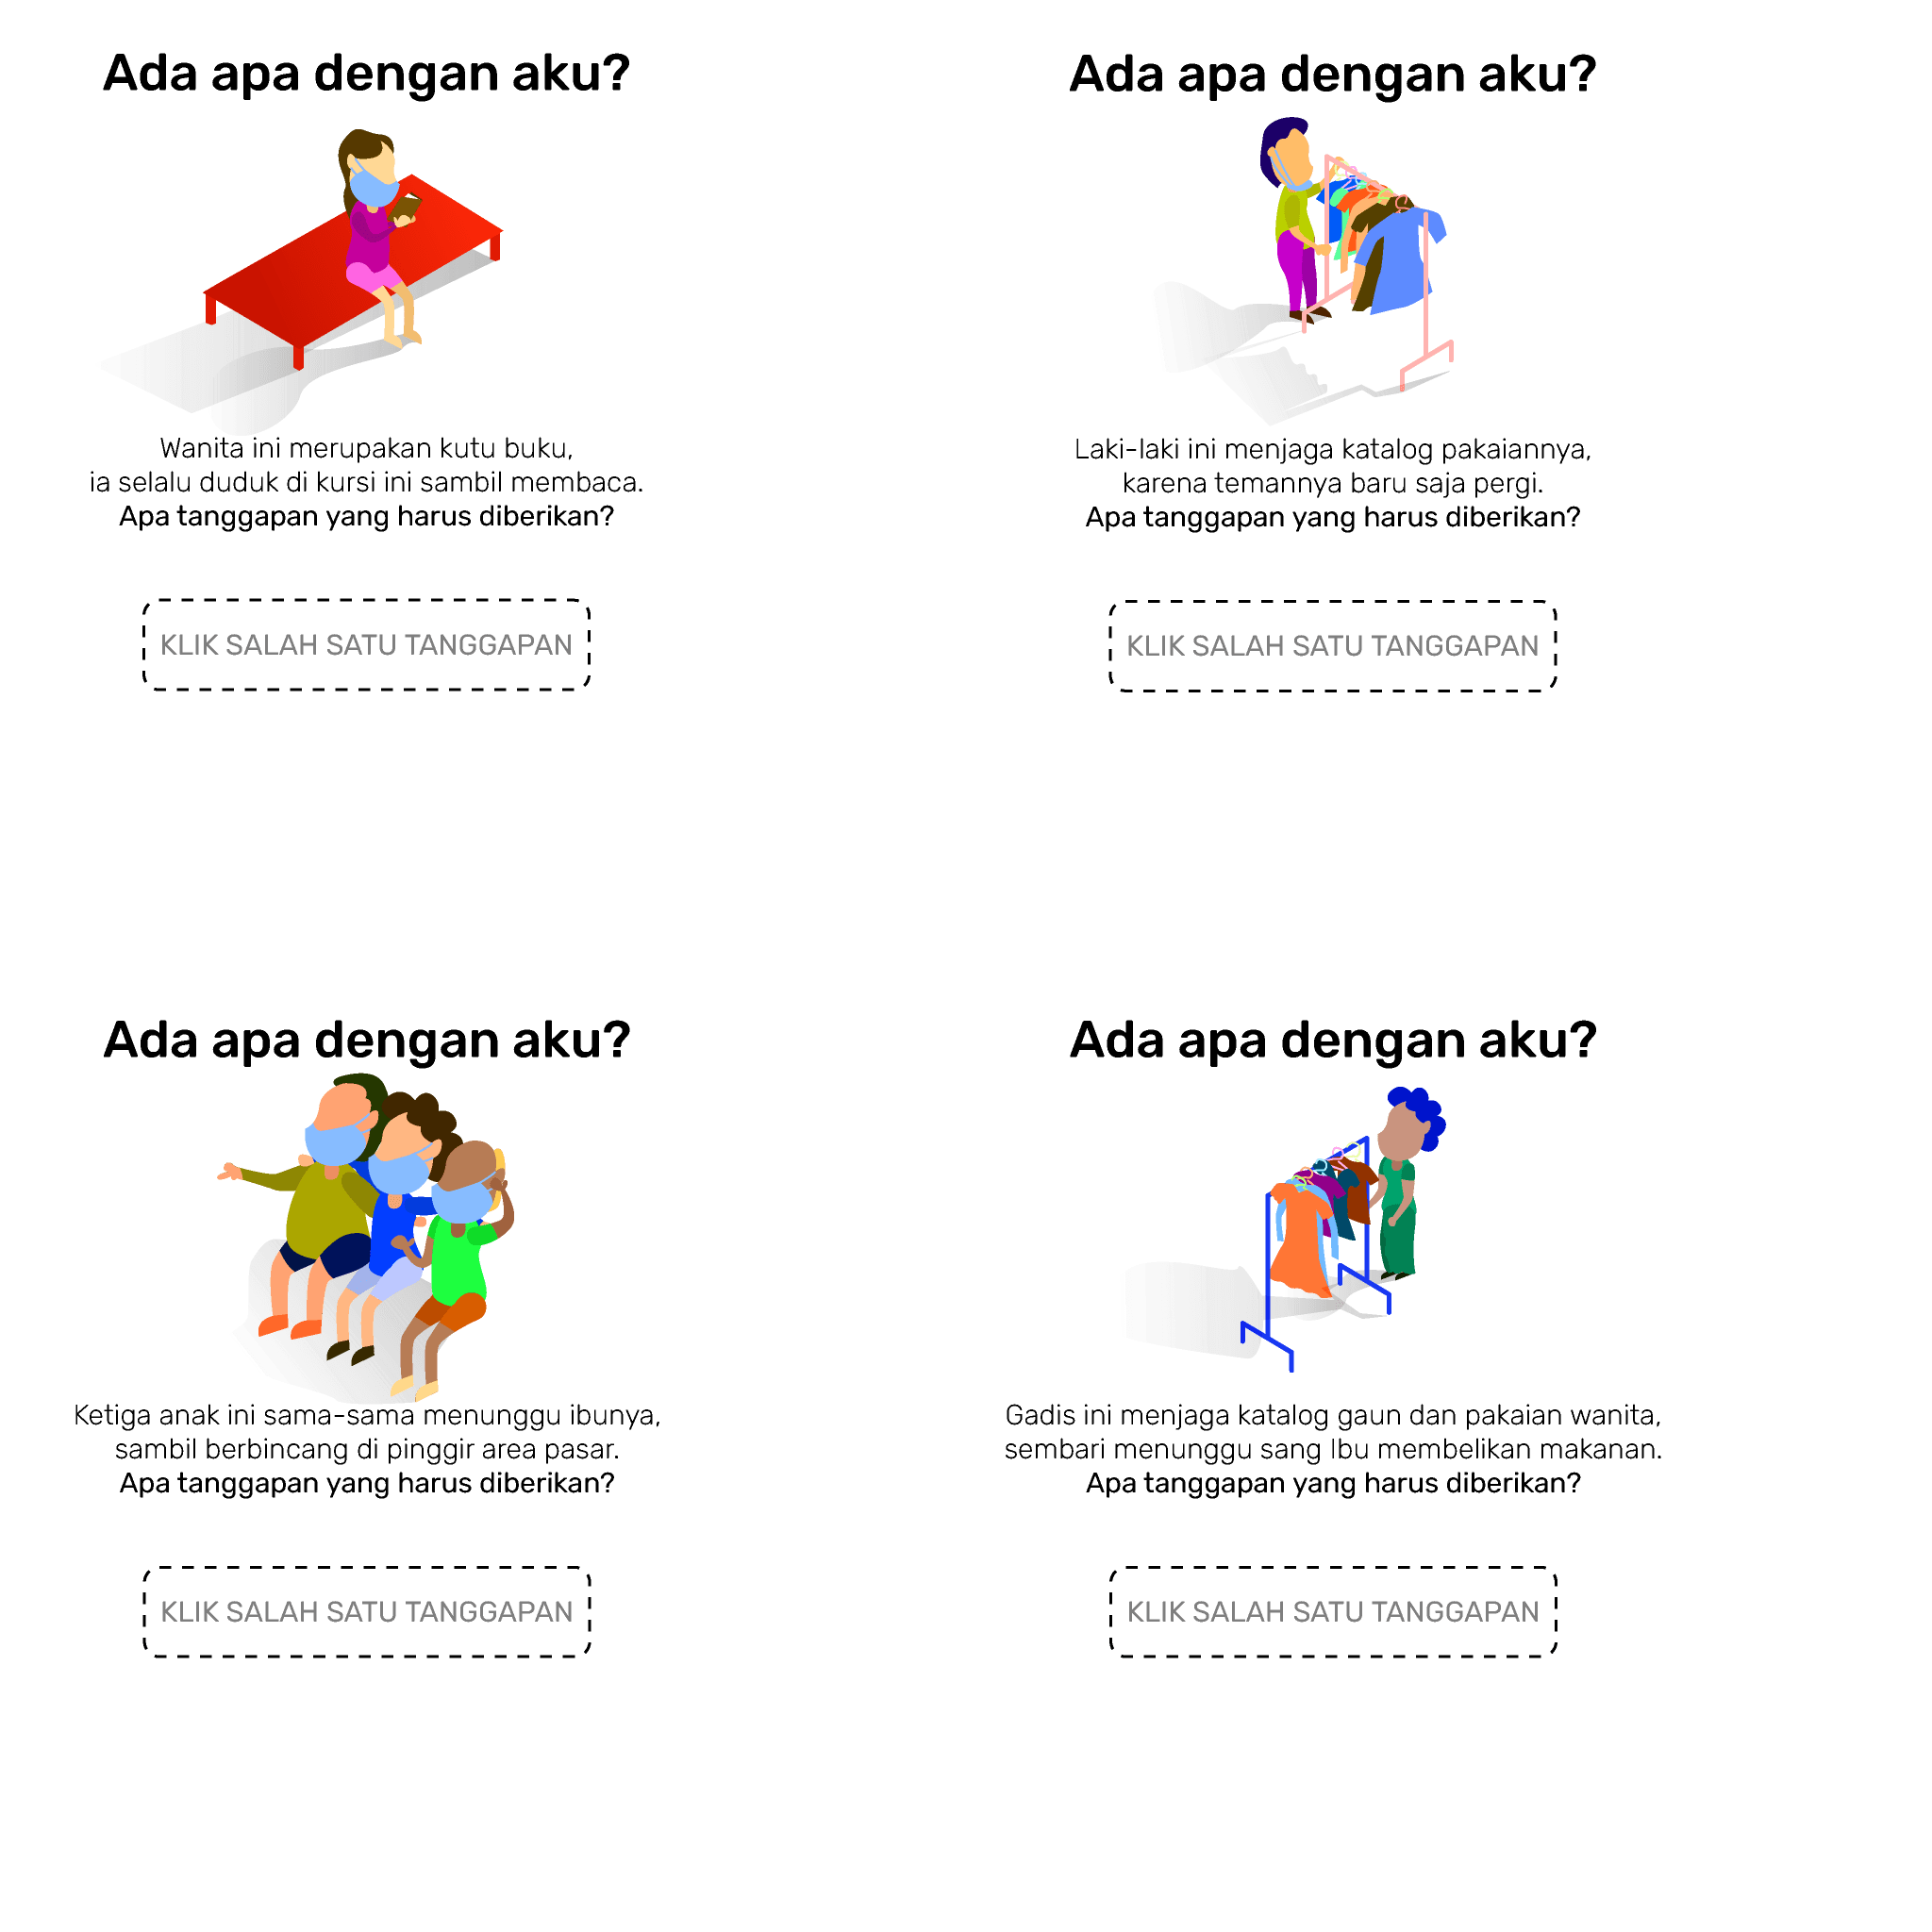 Ada apa dengan aku?
Wanita ini merupakan kutu buku,
ia selalu duduk di kursi ini sambil membaca.
Apa tanggapan yang harus diberikan?
KLIK SALAH SATU TANGGAPAN
Ada apa dengan aku?
Laki-laki ini menjaga katalog pakaiannya,
karena temannya baru saja pergi.
Apa tanggapan yang harus diberikan?
KLIK SALAH SATU TANGGAPAN
Ada apa dengan aku?
Ketiga anak ini sama-sama menunggu ibunya,
sambil berbincang di pinggir area pasar.
Apa tanggapan yang harus diberikan?
KLIK SALAH SATU TANGGAPAN
Ada apa dengan aku?
Gadis ini menjaga katalog gaun dan pakaian wanita,
sembari menunggu sang Ibu membelikan makanan.
Apa tanggapan yang harus diberikan?
KLIK SALAH SATU TANGGAPAN